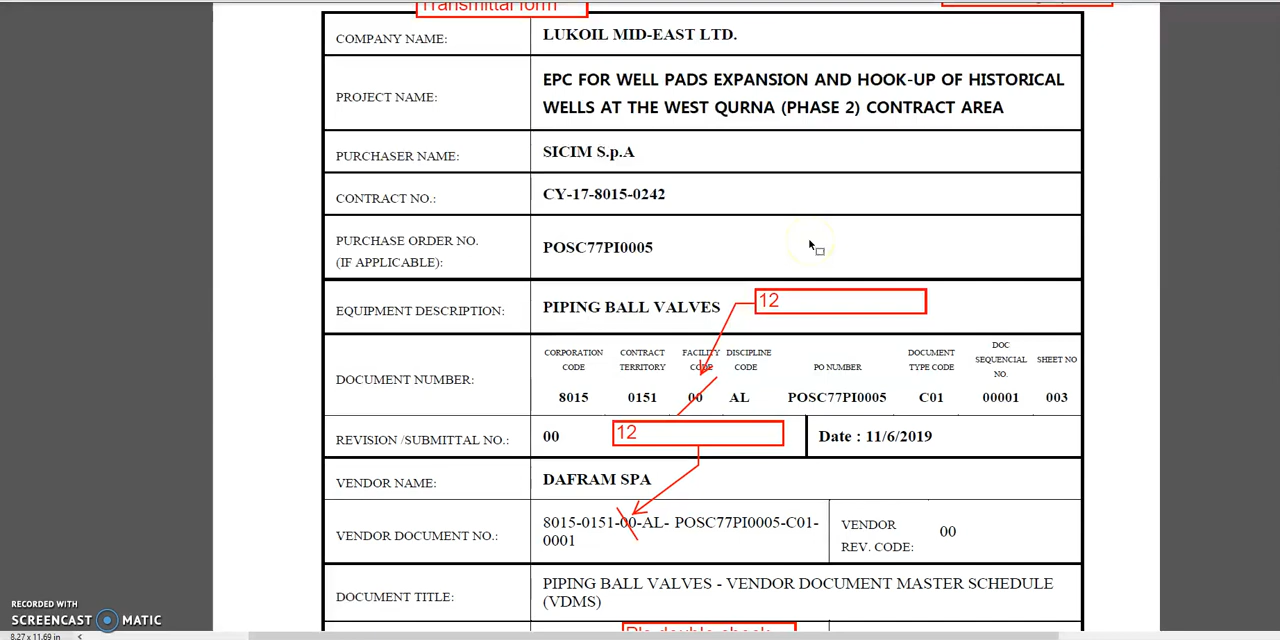 Transmittal form
COMPANY NAME: LUKOIL MID-EAST LTD.
PROJECT NAME: EPC FOR WELL PADS EXPANSION AND HOOK-UP OF HISTORICAL
WELLS AT THE WEST QURNA (PHASE 2) CONTRACT AREA
PURCHASER NAME: SICIM S.p.A
CONTRACT NO.: CY-17-8015-0242
PURCHASE ORDER NO.
(IF APPLICABLE): POSC77PI0005
EQUIPMENT DESCRIPTION: PIPING BALL VALVES 12
DOCUMENT NUMBER:
CORPORATION CODE CONTRACT TERRITORY FACILITY CODE DISCIPLINE CODE PO NUMBER DOCUMENT TYPE CODE DOC SEQUENCIAL NO. SHEET NO
8015 0151 00 AL POSC77PI0005 C01 00001 003
REVISION /SUBMITTAL NO.: 00 12 Date : 11/6/2019
VENDOR NAME: DAFRAM SPA
VENDOR DOCUMENT NO.: 8015-0151-00-AL- POSC77PI0005-C01-
0001
VENDOR
REV. CODE: 00
DOCUMENT TITLE: PIPING BALL VALVES - VENDOR DOCUMENT MASTER SCHEDULE
(VDMS)
RECORDED WITH
SCREENCAST MATIC
8.27 x 11.69 in